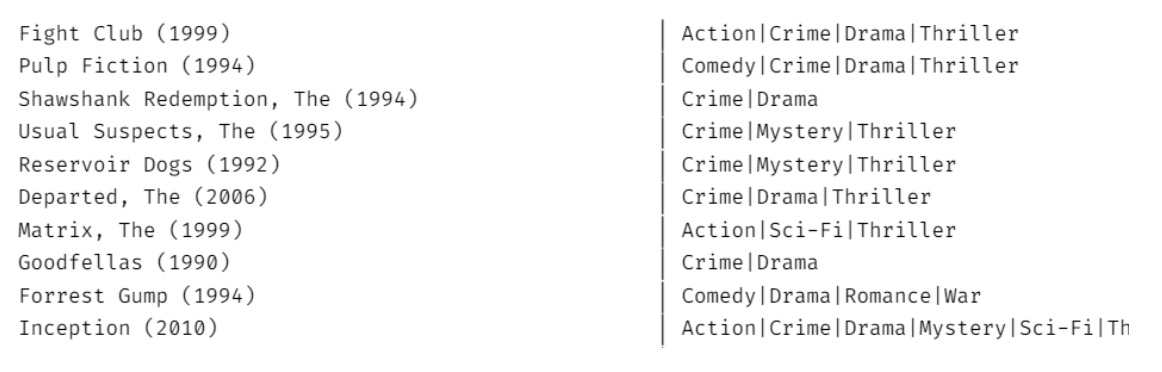 Fight Club (1999) | Action|Crime|Drama|Thriller
Pulp Fiction (1994) | Comedy|Crime|Drama|Thriller
Shawshank Redemption, The (1994) | Crime|Drama
Usual Suspects, The (1995) | Crime|Mystery|Thriller
Reservoir Dogs (1992) | Crime|Mystery|Thriller
Departed, The (2006) | Crime|Drama|Thriller
Matrix, The (1999) | Action|Sci-Fi|Thriller
Goodfellas (1990) | Crime|Drama
Forrest Gump (1994) | Comedy|Drama|Romance|War
Inception (2010) | Action|Crime|Drama|Mystery|Sci-Fi|Th